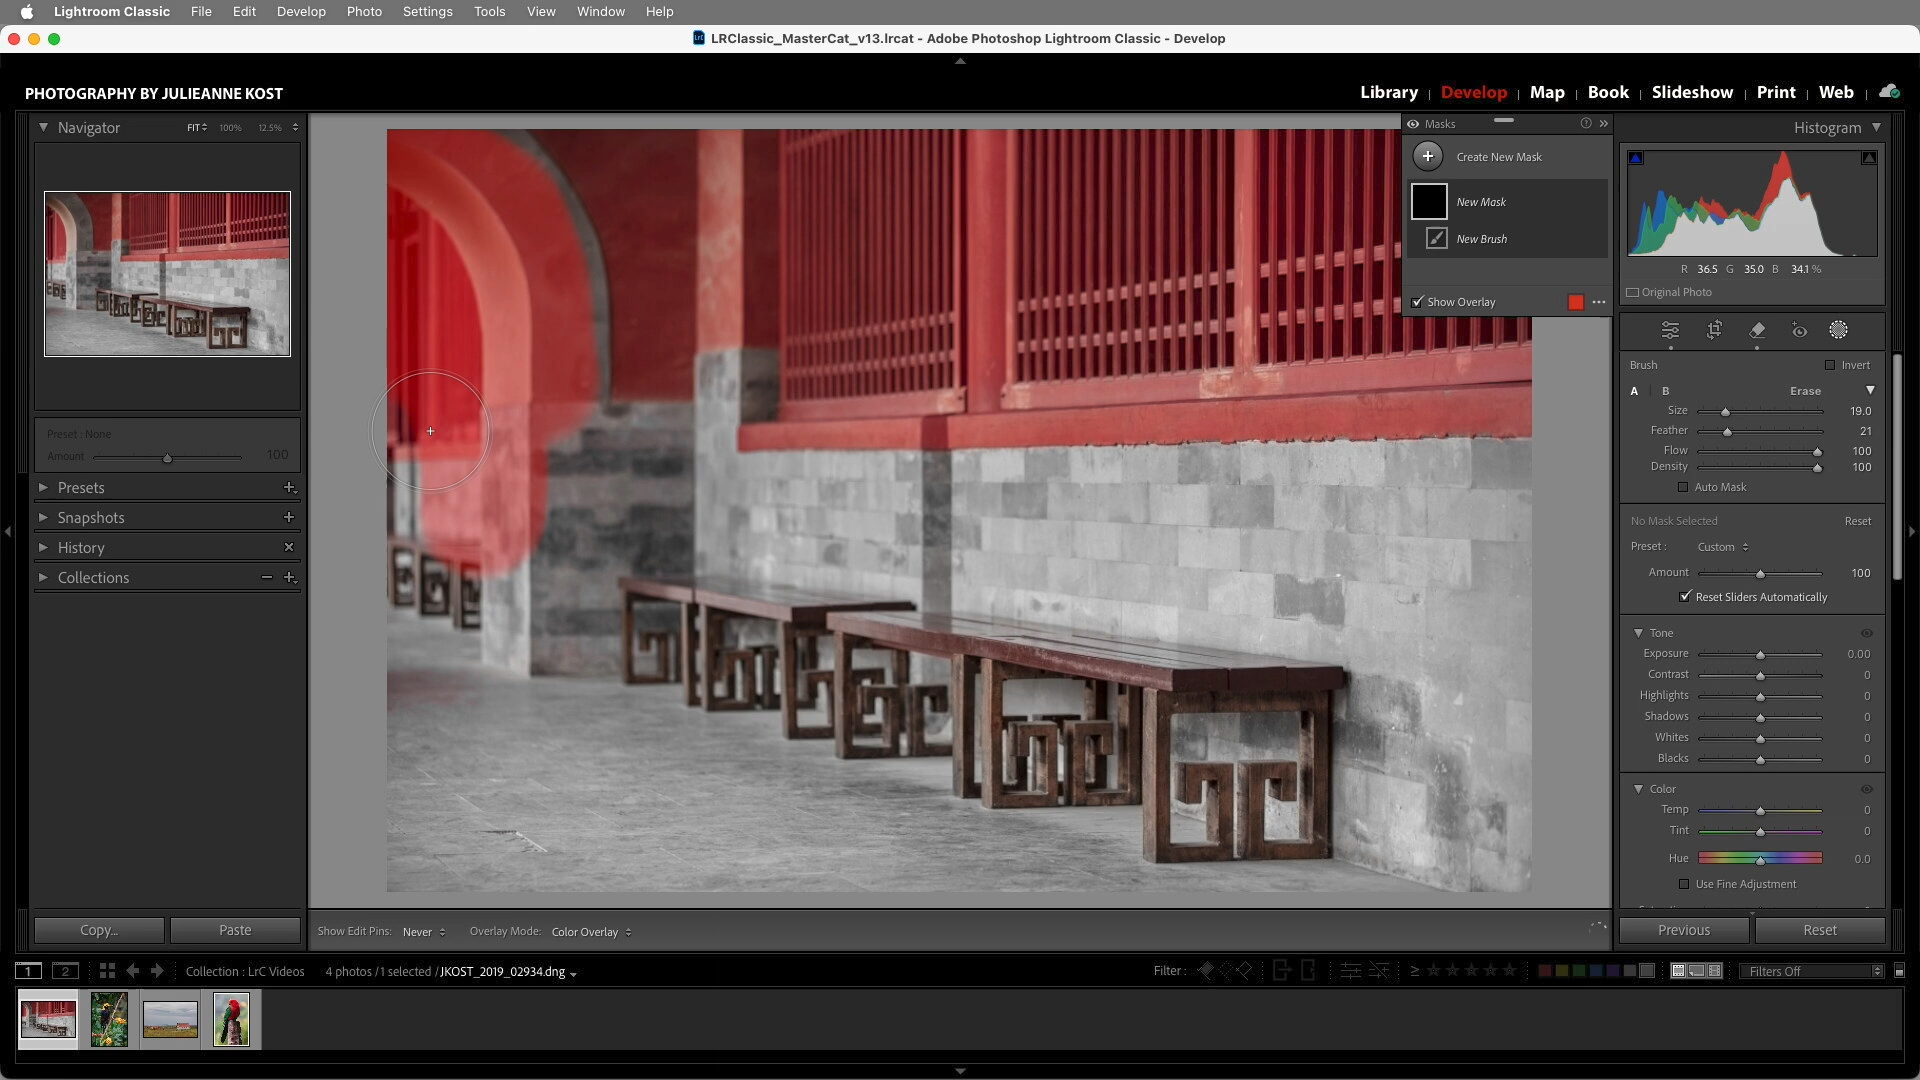 Lightroom Classic File Edit Develop Photo Settings Tools View Window Help
LrC LRClassic_MasterCat_v13.lrcat - Adobe Photoshop Lightroom Classic - Develop
PHOTOGRAPHY BY JULIEANNE KOST
Library | Develop | Map | Book | Slideshow | Print | Web |
Navigator FIT 100% 12.5%
Preset : None
Amount 100
Presets
Snapshots
History
Collections
Copy... Paste
Masks
Create New Mask
New Mask
New Brush
Show Overlay
Histogram
R 36.5 G 35.0 B 34.1 %
Original Photo
Brush Invert
A | B Erase
Size 19.0
Feather 21
Flow 100
Density 100
Auto Mask
No Mask Selected Reset
Preset : Custom
Amount 100
Reset Sliders Automatically
Tone
Exposure 0.00
Contrast 0
Highlights 0
Shadows 0
Whites 0
Blacks 0
Color
Temp 0
Tint 0
Hue 0.0
Use Fine Adjustment
Previous Reset
Show Edit Pins: Never Overlay Mode: Color Overlay
1 2 Collection : LrC Videos 4 photos / 1 selected / JKOST_2019_02934.dng Filter : ≥ Filters Off